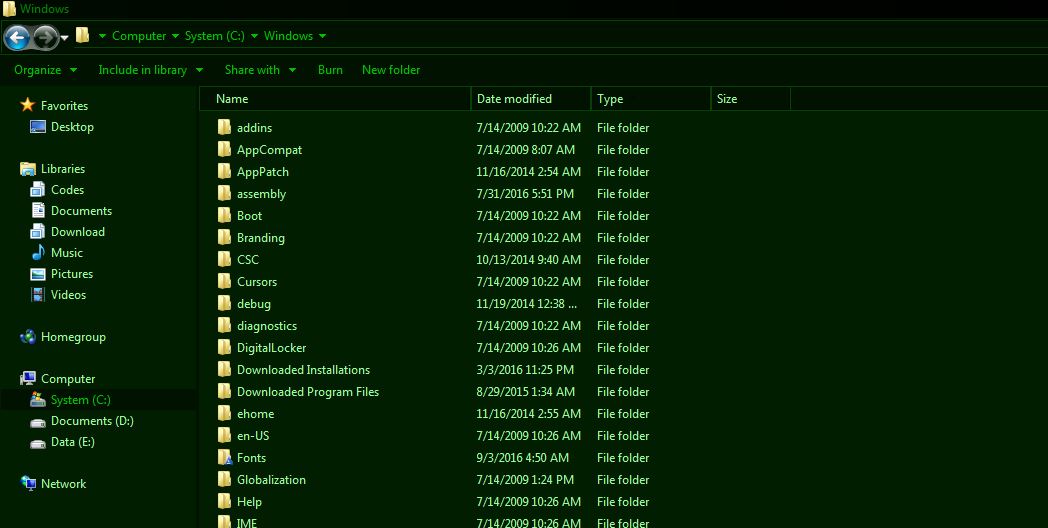 Windows
Computer System (C:) Windows
Organize Include in library Share with Burn New folder
Favorites
Desktop
Libraries
Codes
Documents
Download
Music
Pictures
Videos
Homegroup
Computer
System (C:)
Documents (D:)
Data (E:)
Network
Name Date modified Type Size
addins 7/14/2009 10:22 AM File folder
AppCompat 7/14/2009 8:07 AM File folder
AppPatch 11/16/2014 2:54 AM File folder
assembly 7/31/2016 5:51 PM File folder
Boot 7/14/2009 10:22 AM File folder
Branding 7/14/2009 10:22 AM File folder
CSC 10/13/2014 9:40 AM File folder
Cursors 7/14/2009 10:22 AM File folder
debug 11/19/2014 12:38 ... File folder
diagnostics 7/14/2009 10:22 AM File folder
DigitalLocker 7/14/2009 10:26 AM File folder
Downloaded Installations 3/3/2016 11:25 PM File folder
Downloaded Program Files 8/29/2015 1:34 AM File folder
ehome 11/16/2014 2:55 AM File folder
en-US 7/14/2009 10:26 AM File folder
Fonts 9/3/2016 4:50 AM File folder
Globalization 7/14/2009 1:24 PM File folder
Help 7/14/2009 10:26 AM File folder
IME 7/14/2009 10:26 AM File folder